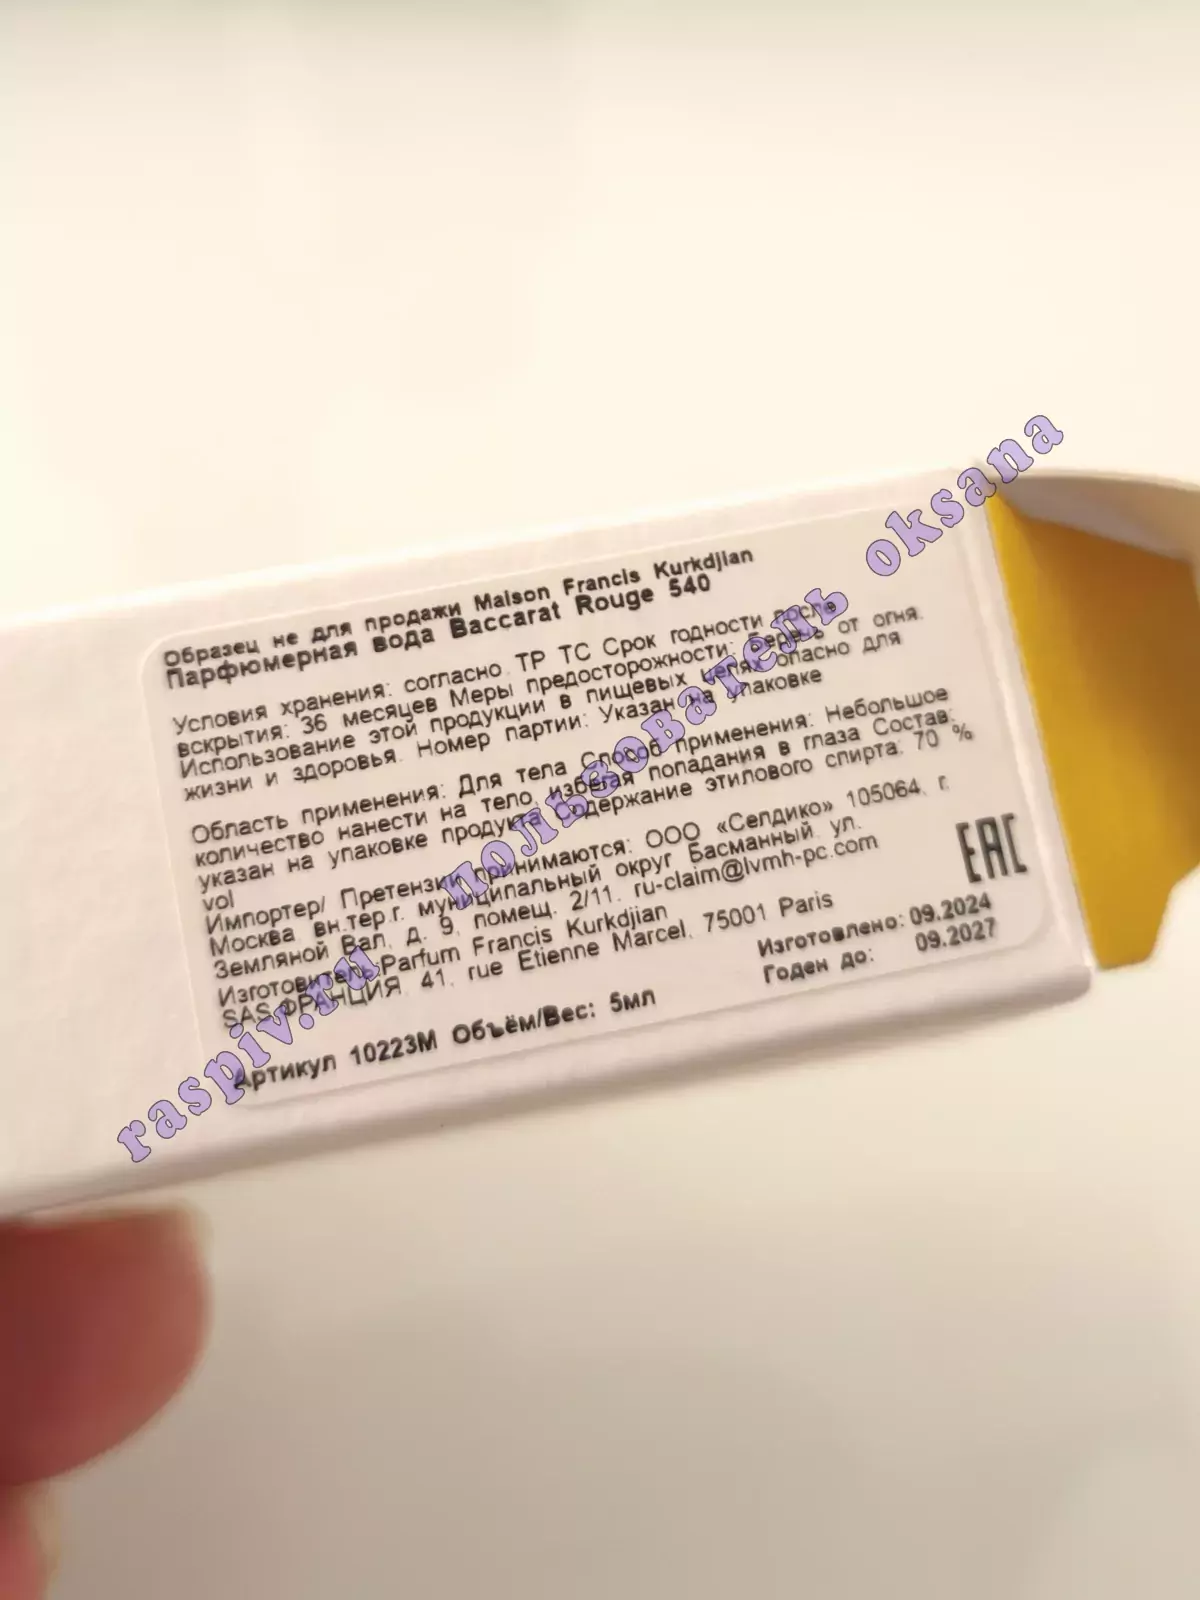 Образец не для продажи Maison Francis Kurkdjian
Парфюмерная вода Baccarat Rouge 540
Условия хранения: согласно ТР ТС Срок годности после
вскрытия: 36 месяцев Меры предосторожности: Беречь от огня.
Использование этой продукции в пищевых целях опасно для
жизни и здоровья. Номер партии: Указан на упаковке
Область применения: Для тела Способ применения: Небольшое
количество нанести на тело, избегая попадания в глаза Состав:
указан на упаковке продукта Содержание этилового спирта: 70 %
vol
Импортер/ Претензии принимаются: ООО «Селдико» 105064, г.
Москва, вн.тер.г. муниципальный округ Басманный, ул.
Земляной Вал, д. 9, помещ. 2/11. ru-claim@lvmh-pc.com
Изготовитель: Parfum Francis Kurkdjian
SAS, ФРАНЦИЯ, 41, rue Etienne Marcel, 75001 Paris
EAC
Изготовлено: 09.2024
Годен до: 09.2027
Артикул 10223M Объём/Вес: 5мл
raspiv.ru пользователь oksana